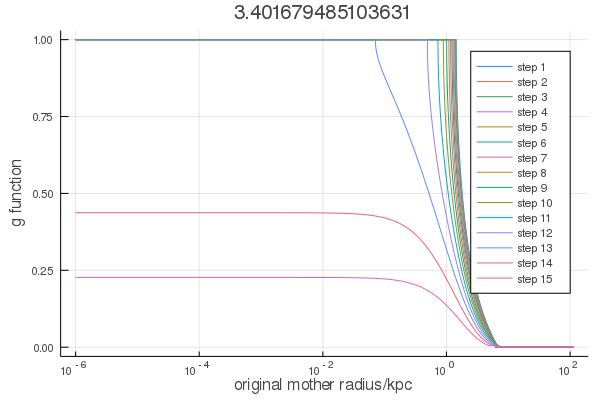 3.401679485103631
g function
1.00
0.75
0.50
0.25
0.00
step 1
step 2
step 3
step 4
step 5
step 6
step 7
step 8
step 9
step 10
step 11
step 12
step 13
step 14
step 15
10^-6 10^-4 10^-2 10^0 10^2
original mother radius/kpc